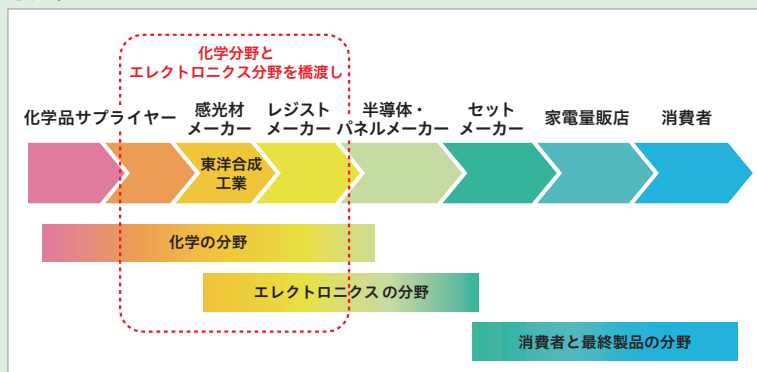 化学分野と
エレクトロニクス分野を橋渡し
化学品サプライヤー
感光材
メーカー
レジスト
メーカー
半導体・
パネルメーカー
セット
メーカー
家電量販店
消費者
東洋合成
工業
化学の分野
エレクトロニクスの分野
消費者と最終製品の分野